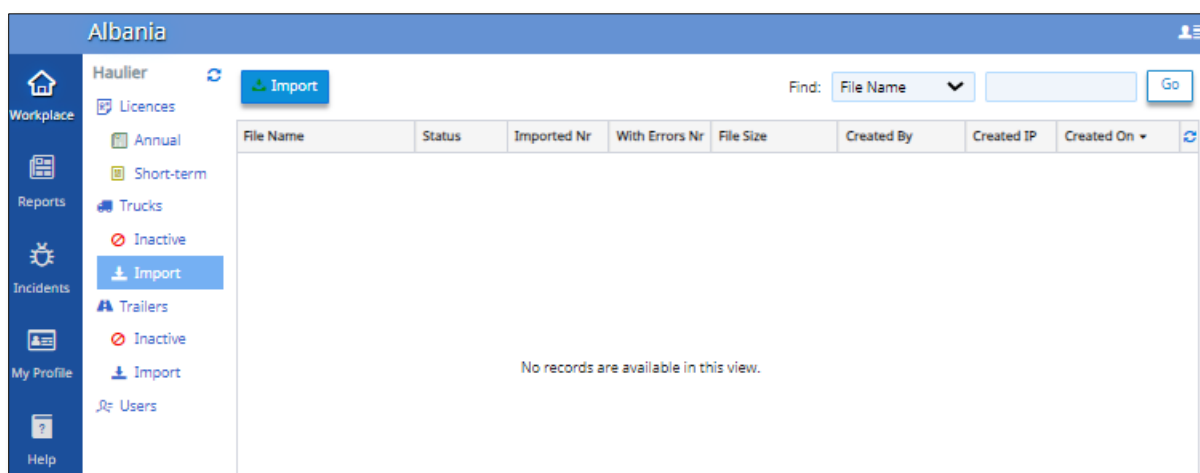 Albania
Workplace
Reports
Incidents
My Profile
Help
Haulier
Licences
Annual
Short-term
Trucks
Inactive
Import
Trailers
Inactive
Import
Users
Import
Find: File Name Go
File Name Status Imported Nr With Errors Nr File Size Created By Created IP Created On
No records are available in this view.